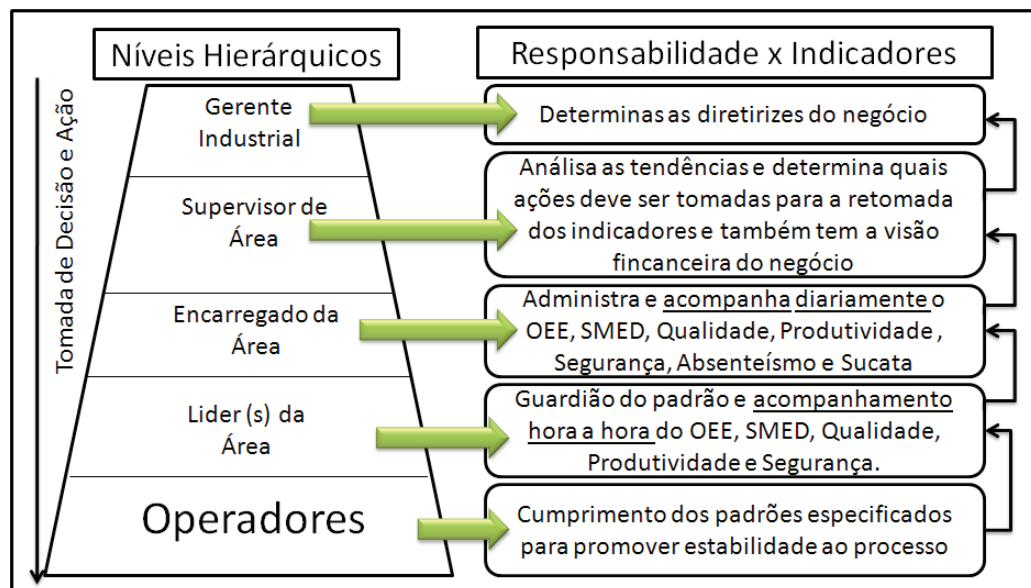 Níveis Hierárquicos
Responsabilidade x Indicadores
Tomada de Decisão e Ação
Gerente
Industrial
Determinas as diretirizes do negócio
Supervisor de
Área
Análisa as tendências e determina quais
ações deve ser tomadas para a retomada
dos indicadores e também tem a visão
fincanceira do negócio
Encarregado da
Área
Administra e acompanha diariamente o
OEE, SMED, Qualidade, Produtividade ,
Segurança, Absenteísmo e Sucata
Lider (s) da
Área
Guardião do padrão e acompanhamento
hora a hora do OEE, SMED, Qualidade,
Produtividade e Segurança.
Operadores
Cumprimento dos padrões especificados
para promover estabilidade ao processo